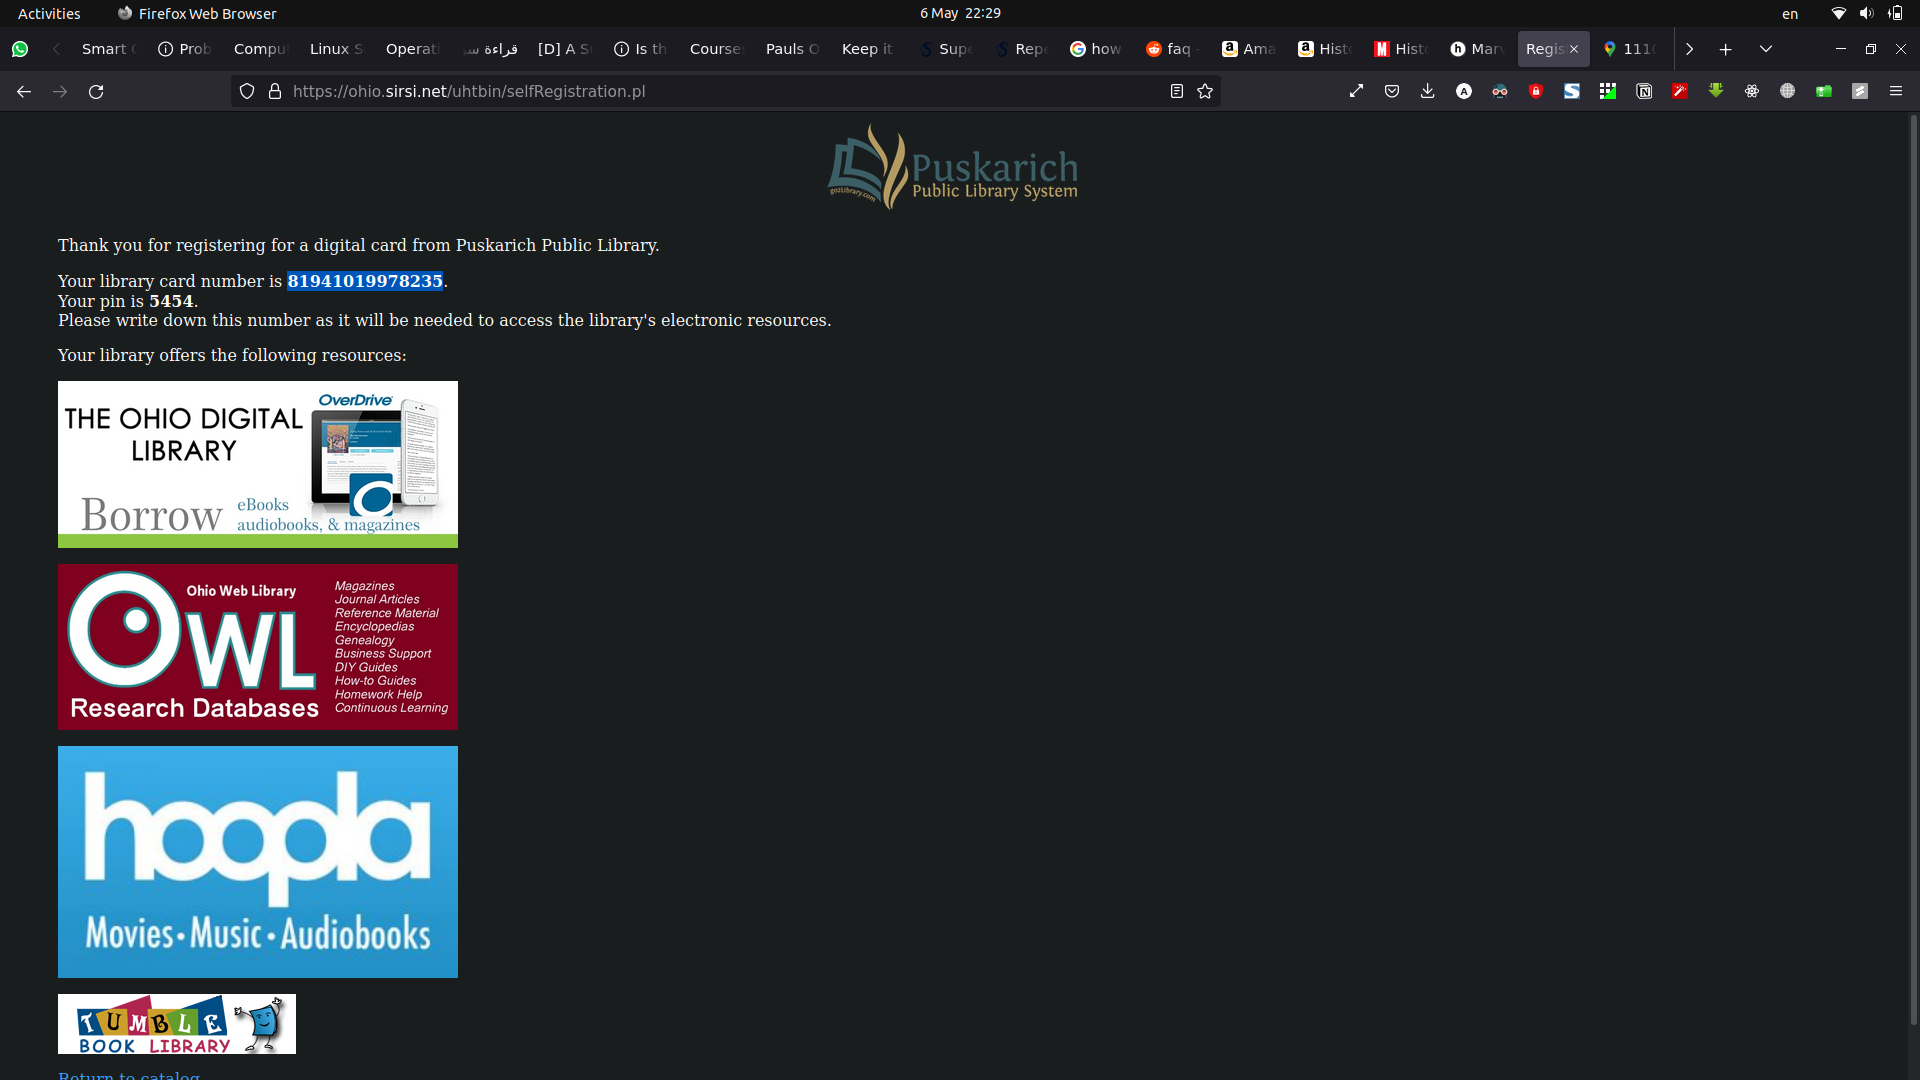 Activities
Firefox Web Browser
6 May 22:29
en
Smart
Prob
Compu
Linux S
Operati
قراءة سو
[D] A S
Is th
Course
Pauls O
Keep it
Supe
Repe
how
faq -
Ama
Histo
Histo
Marv
Regis
1110
https://ohio.sirsi.net/uhtbin/selfRegistration.pl
Puskarich
Public Library System
go2Library.com
Thank you for registering for a digital card from Puskarich Public Library.
Your library card number is 81941019978235.
Your pin is 5454.
Please write down this number as it will be needed to access the library's electronic resources.
Your library offers the following resources:
OverDrive
THE OHIO DIGITAL
LIBRARY
Borrow
eBooks
audiobooks, & magazines
Ohio Web Library
OWL
Research Databases
Magazines
Journal Articles
Reference Material
Encyclopedias
Genealogy
Business Support
DIY Guides
How-to Guides
Homework Help
Continuous Learning
hoopla
Movies • Music • Audiobooks
TUMBLE
BOOK LIBRARY
Return to catalog